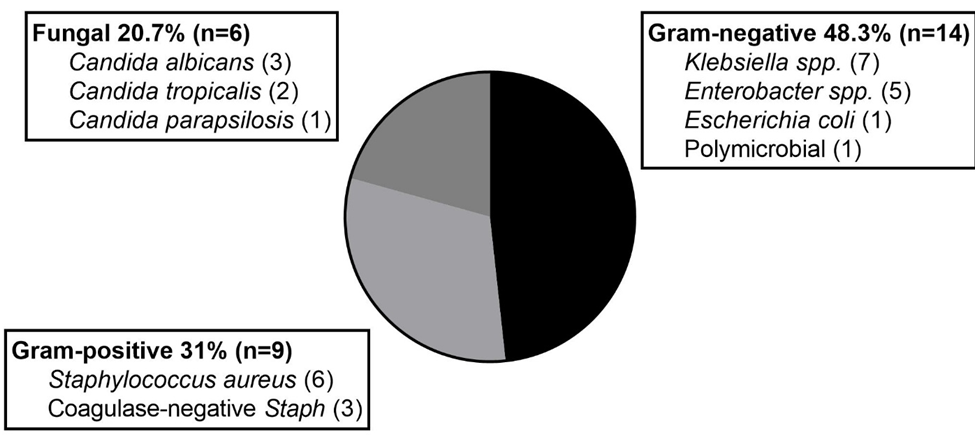 Fungal 20.7% (n=6)
Candida albicans (3)
Candida tropicalis (2)
Candida parapsilosis (1)
Gram-negative 48.3% (n=14)
Klebsiella spp. (7)
Enterobacter spp. (5)
Escherichia coli (1)
Polymicrobial (1)
Gram-positive 31% (n=9)
Staphylococcus aureus (6)
Coagulase-negative Staph (3)